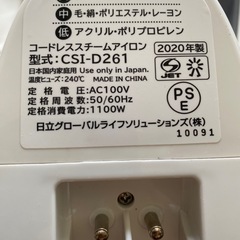 中 毛・絹・ポリエステル・レーヨン
低 アクリル・ポリプロピレン
コードレススチームアイロン
2020年製
型式:CSI-D261
日本国内家庭用 Use only in Japan.
温度ヒューズ:240℃
JET
PSE
定格電圧:AC100V
定格周波数:50/60Hz
定格消費電力:1100W
日立グローバルライフソリューションズ(株)
10091